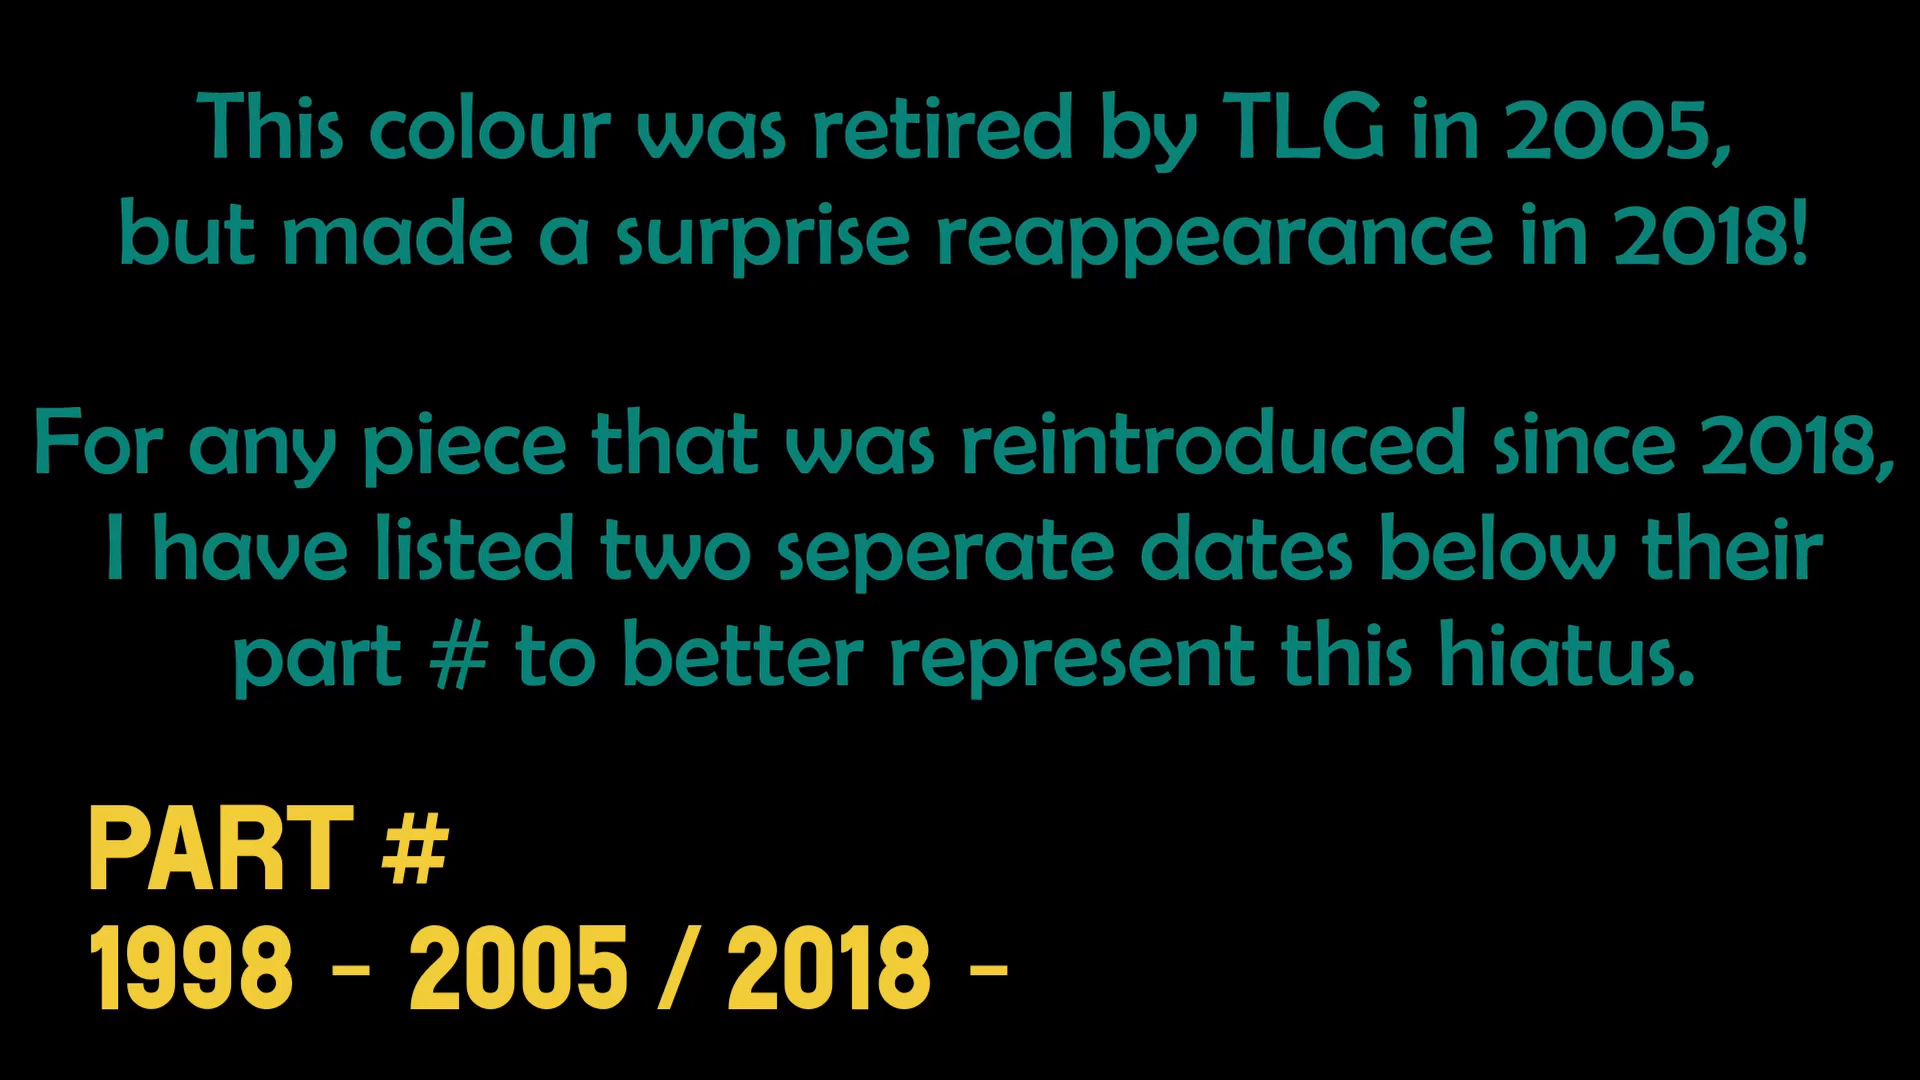 This colour was retired by TLG in 2005,
but made a surprise reappearance in 2018!
For any piece that was reintroduced since 2018,
I have listed two seperate dates below their
part # to better represent this hiatus.
PART #
1998 - 2005 / 2018 -